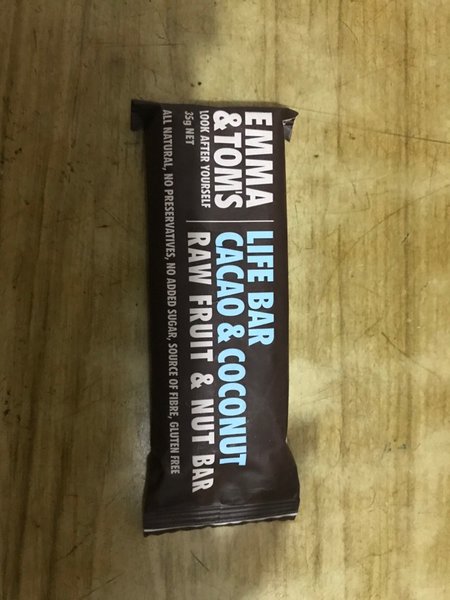 EMMA
&TOM'S
LOOK AFTER YOURSELF
35g NET
LIFE BAR
CACAO & COCONUT
RAW FRUIT & NUT BAR
ALL NATURAL, NO PRESERVATIVES, NO ADDED SUGAR, SOURCE OF FIBRE, GLUTEN FREE